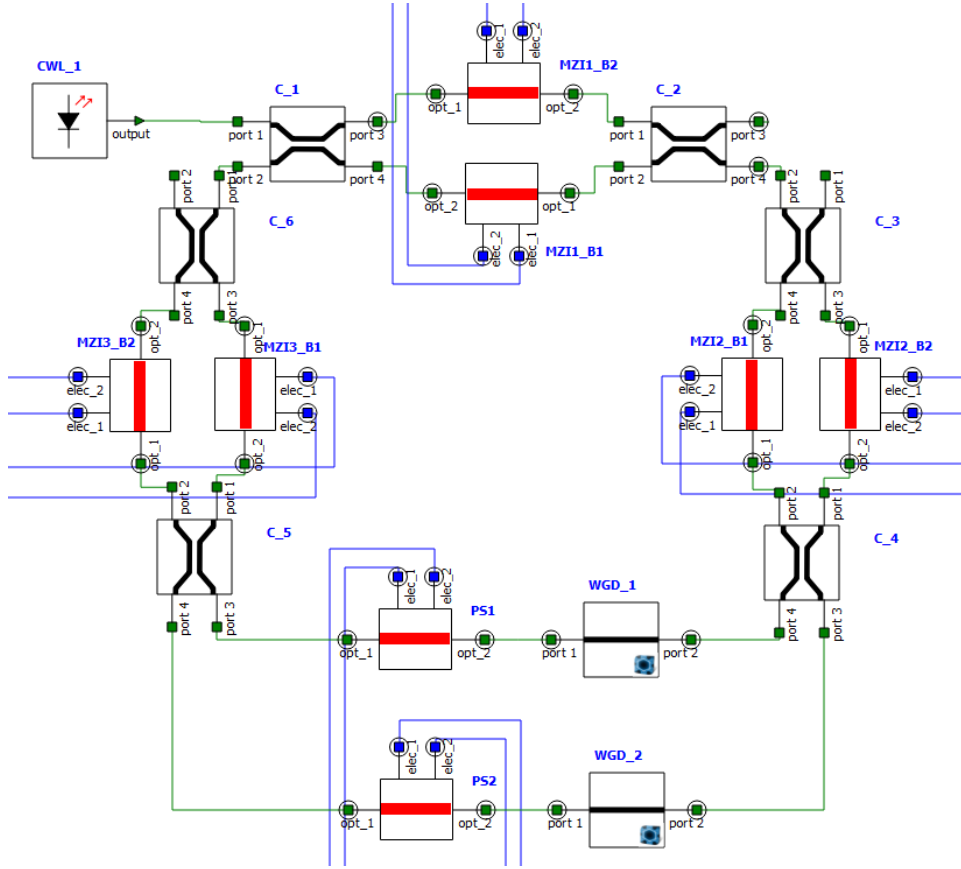 CWL_1
output
C_1
port 1
port 2
port 3
port 4
elec_1
elec_2
MZI1_B2
opt_1
opt_2
C_2
port 1
port 2
port 3
port 4
opt_2
opt_1
elec_2
elec_1
MZI1_B1
port 2
port 1
C_6
port 4
port 3
port 2
port 1
C_3
port 4
port 3
MZI3_B2
opt_2
elec_2
elec_1
opt_1
MZI3_B1
opt_1
elec_1
elec_2
opt_2
MZI2_B1
opt_2
elec_2
elec_1
opt_1
MZI2_B2
opt_1
elec_1
elec_2
opt_2
port 2
port 1
C_5
port 4
port 3
port 2
port 1
C_4
port 4
port 3
elec_1
elec_2
PS1
opt_1
opt_2
WGD_1
port 1
port 2
elec_1
elec_2
PS2
opt_1
opt_2
WGD_2
port 1
port 2